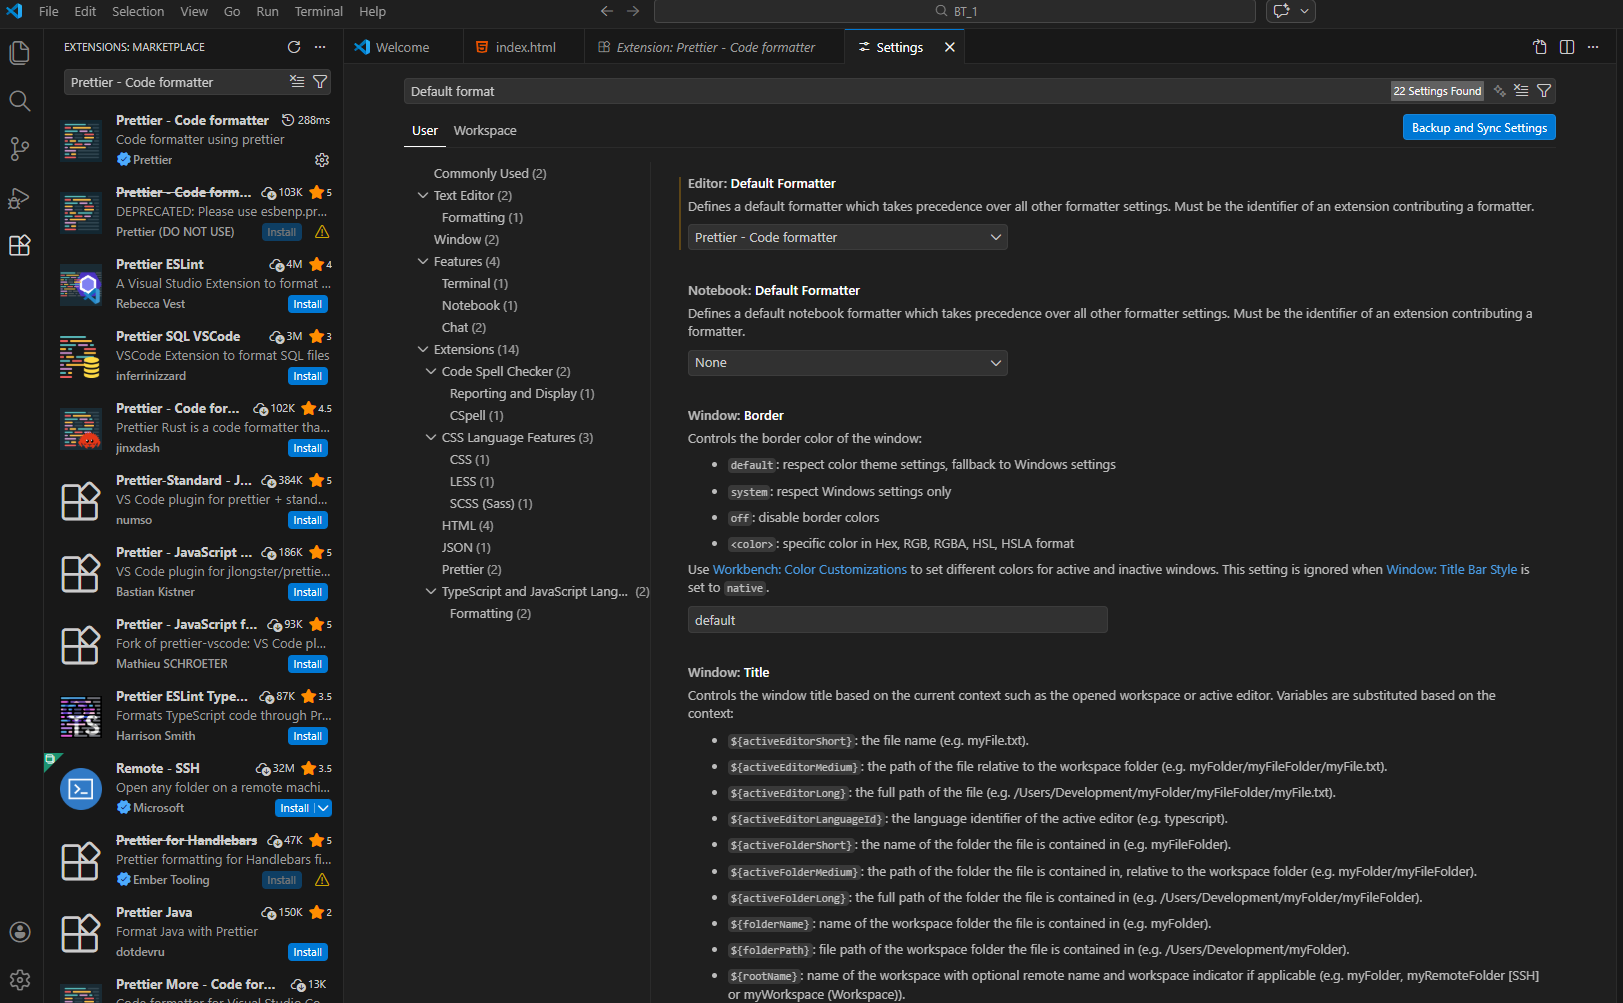 File Edit Selection View Go Run Terminal Help
BT_1
EXTENSIONS: MARKETPLACE
Prettier - Code formatter
Prettier - Code formatter 288ms
Code formatter using prettier
Prettier
Prettier - Code form... 103K 5
DEPRECATED: Please use esbenp.pr...
Prettier (DO NOT USE) Install
Prettier ESLint 4M 4
A Visual Studio Extension to format ...
Rebecca Vest Install
Prettier SQL VSCode 3M 3
VSCode Extension to format SQL files
inferrinizzard Install
Prettier - Code for... 102K 4.5
Prettier Rust is a code formatter tha...
jinxdash Install
Prettier-Standard - J... 384K 5
VS Code plugin for prettier + stand...
numso Install
Prettier - JavaScript ... 186K 5
VS Code plugin for jlongster/prettie...
Bastian Kistner Install
Prettier - JavaScript f... 93K 5
Fork of prettier-vscode: VS Code pl...
Mathieu SCHROETER Install
Prettier ESLint Type... 87K 3.5
Formats TypeScript code through Pr...
Harrison Smith Install
Remote - SSH 32M 3.5
Open any folder on a remote machi...
Microsoft Install
Prettier for Handlebars 47K 5
Prettier formatting for Handlebars fi...
Ember Tooling Install
Prettier Java 150K 2
Format Java with Prettier
dotdevru Install
Prettier More - Code for... 13K
Code formatter for Visual Studio Co...
Welcome
index.html
Extension: Prettier - Code formatter
Settings
Default format
22 Settings Found
User Workspace
Backup and Sync Settings
Commonly Used (2)
Text Editor (2)
Formatting (1)
Window (2)
Features (4)
Terminal (1)
Notebook (1)
Chat (2)
Extensions (14)
Code Spell Checker (2)
Reporting and Display (1)
CSpell (1)
CSS Language Features (3)
CSS (1)
LESS (1)
SCSS (Sass) (1)
HTML (4)
JSON (1)
Prettier (2)
TypeScript and JavaScript Lang... (2)
Formatting (2)
Editor: Default Formatter
Defines a default formatter which takes precedence over all other formatter settings. Must be the identifier of an extension contributing a formatter.
Prettier - Code formatter
Notebook: Default Formatter
Defines a default notebook formatter which takes precedence over all other formatter settings. Must be the identifier of an extension contributing a
formatter.
None
Window: Border
Controls the border color of the window:
• default: respect color theme settings, fallback to Windows settings
• system: respect Windows settings only
• off: disable border colors
• <color>: specific color in Hex, RGB, RGBA, HSL, HSLA format
Use Workbench: Color Customizations to set different colors for active and inactive windows. This setting is ignored when Window: Title Bar Style is
set to native.
default
Window: Title
Controls the window title based on the current context such as the opened workspace or active editor. Variables are substituted based on the
context:
• ${activeEditorShort}: the file name (e.g. myFile.txt).
• ${activeEditorMedium}: the path of the file relative to the workspace folder (e.g. myFolder/myFileFolder/myFile.txt).
• ${activeEditorLong}: the full path of the file (e.g. /Users/Development/myFolder/myFileFolder/myFile.txt).
• ${activeEditorLanguageId}: the language identifier of the active editor (e.g. typescript).
• ${activeFolderShort}: the name of the folder the file is contained in (e.g. myFileFolder).
• ${activeFolderMedium}: the path of the folder the file is contained in, relative to the workspace folder (e.g. myFolder/myFileFolder).
• ${activeFolderLong}: the full path of the folder the file is contained in (e.g. /Users/Development/myFolder/myFileFolder).
• ${folderName}: name of the workspace folder the file is contained in (e.g. myFolder).
• ${folderPath}: file path of the workspace folder the file is contained in (e.g. /Users/Development/myFolder).
• ${rootName}: name of the workspace with optional remote name and workspace indicator if applicable (e.g. myFolder, myRemoteFolder [SSH]
or myWorkspace (Workspace)).